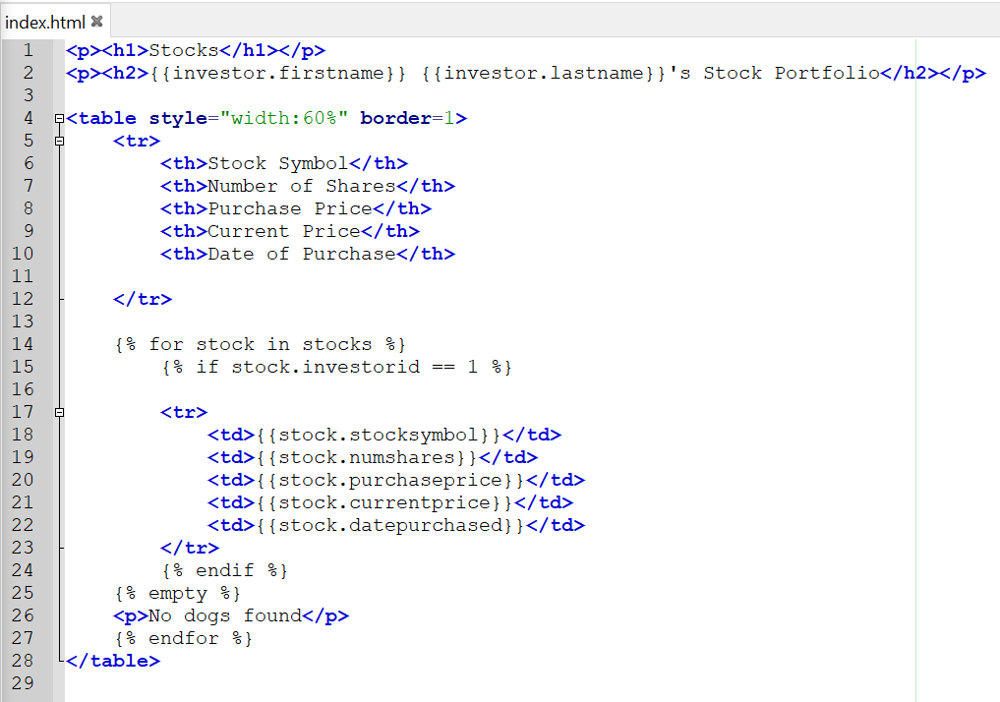 index.html
1 <p><h1>Stocks</h1></p>
2 <p><h2>{{investor.firstname}} {{investor.lastname}}'s Stock Portfolio</h2></p>
3
4 <table style="width:60%" border=1>
5     <tr>
6         <th>Stock Symbol</th>
7         <th>Number of Shares</th>
8         <th>Purchase Price</th>
9         <th>Current Price</th>
10         <th>Date of Purchase</th>
11
12     </tr>
13
14     {% for stock in stocks %}
15         {% if stock.investorid == 1 %}
16
17         <tr>
18             <td>{{stock.stocksymbol}}</td>
19             <td>{{stock.numshares}}</td>
20             <td>{{stock.purchaseprice}}</td>
21             <td>{{stock.currentprice}}</td>
22             <td>{{stock.datepurchased}}</td>
23         </tr>
24         {% endif %}
25     {% empty %}
26     <p>No dogs found</p>
27     {% endfor %}
28 </table>
29